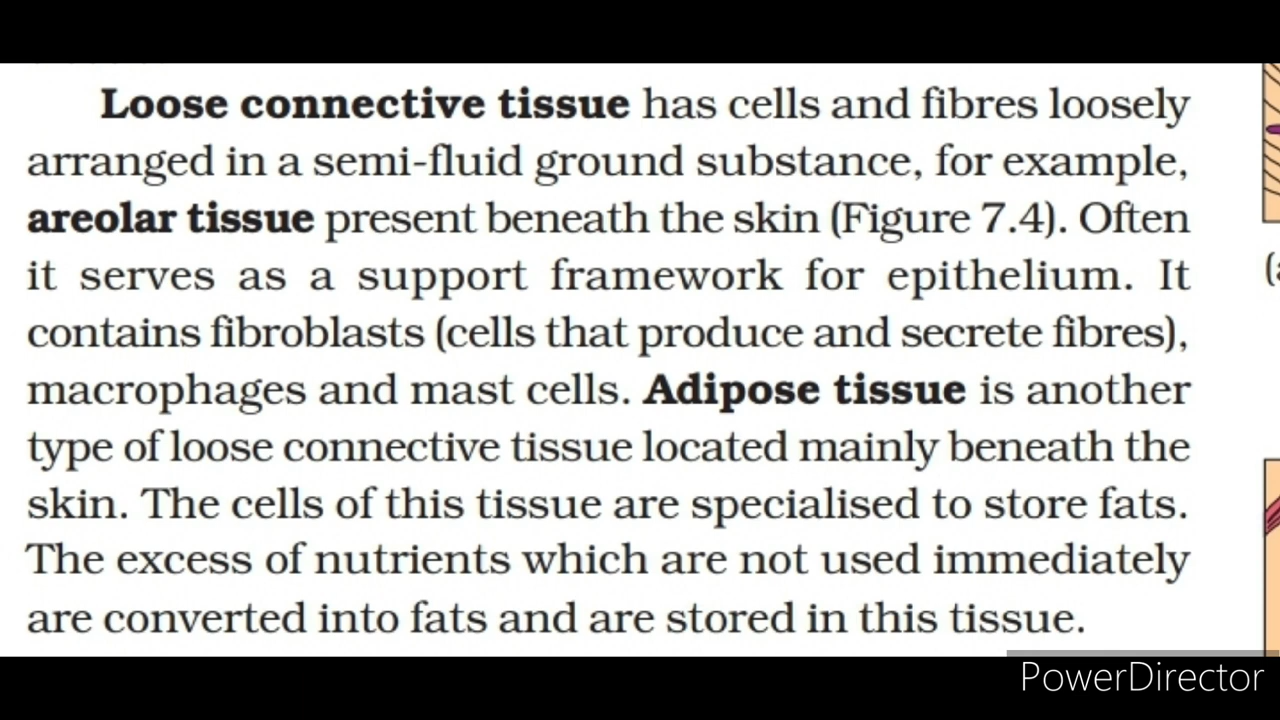 Loose connective tissue has cells and fibres loosely
arranged in a semi-fluid ground substance, for example,
areolar tissue present beneath the skin (Figure 7.4). Often
it serves as a support framework for epithelium. It
contains fibroblasts (cells that produce and secrete fibres),
macrophages and mast cells. Adipose tissue is another
type of loose connective tissue located mainly beneath the
skin. The cells of this tissue are specialised to store fats.
The excess of nutrients which are not used immediately
are converted into fats and are stored in this tissue.
PowerDirector